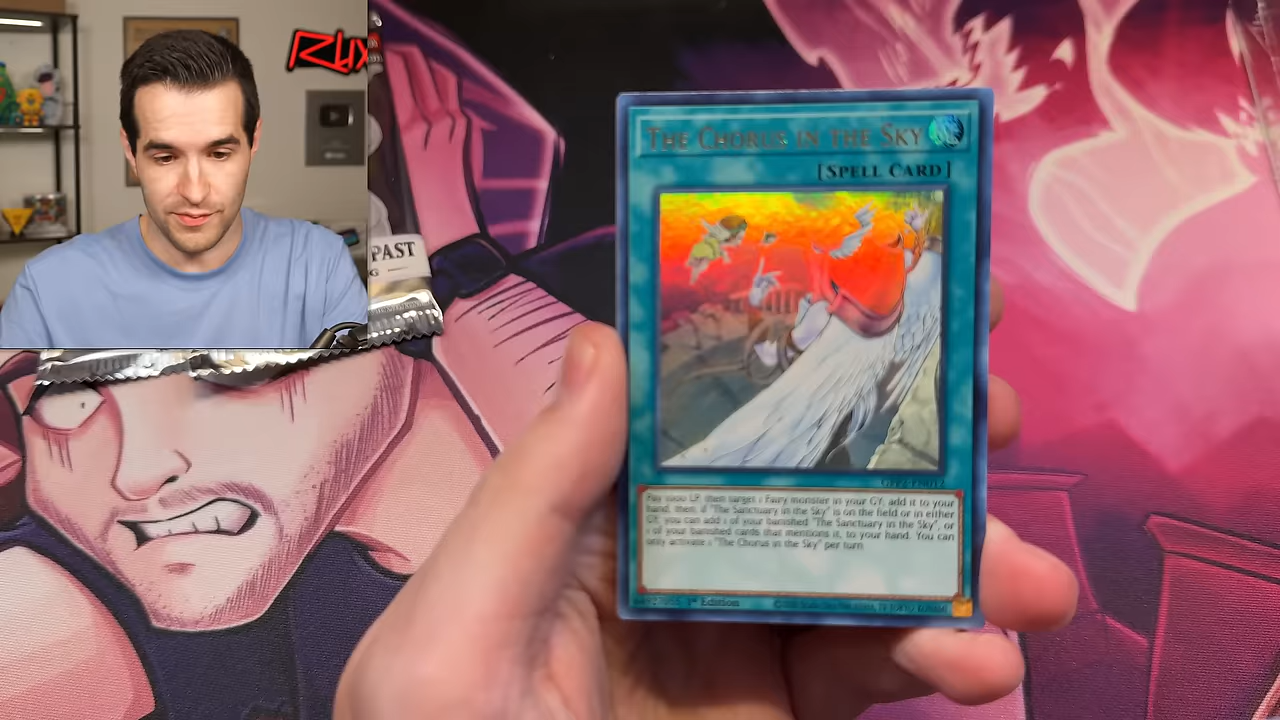 RUX
PAST
G
THE CHORUS IN THE SKY
[SPELL CARD]
Pay 1000 LP, then target 1 Fairy monster in your GY; add it to your
hand, then, if "The Sanctuary in the Sky" is on the field or in either
GY, you can add 1 of your banished "The Sanctuary in the Sky", or
1 of your banished cards that mentions it, to your hand. You can
only activate 1 "The Chorus in the Sky" per turn.
1st Edition